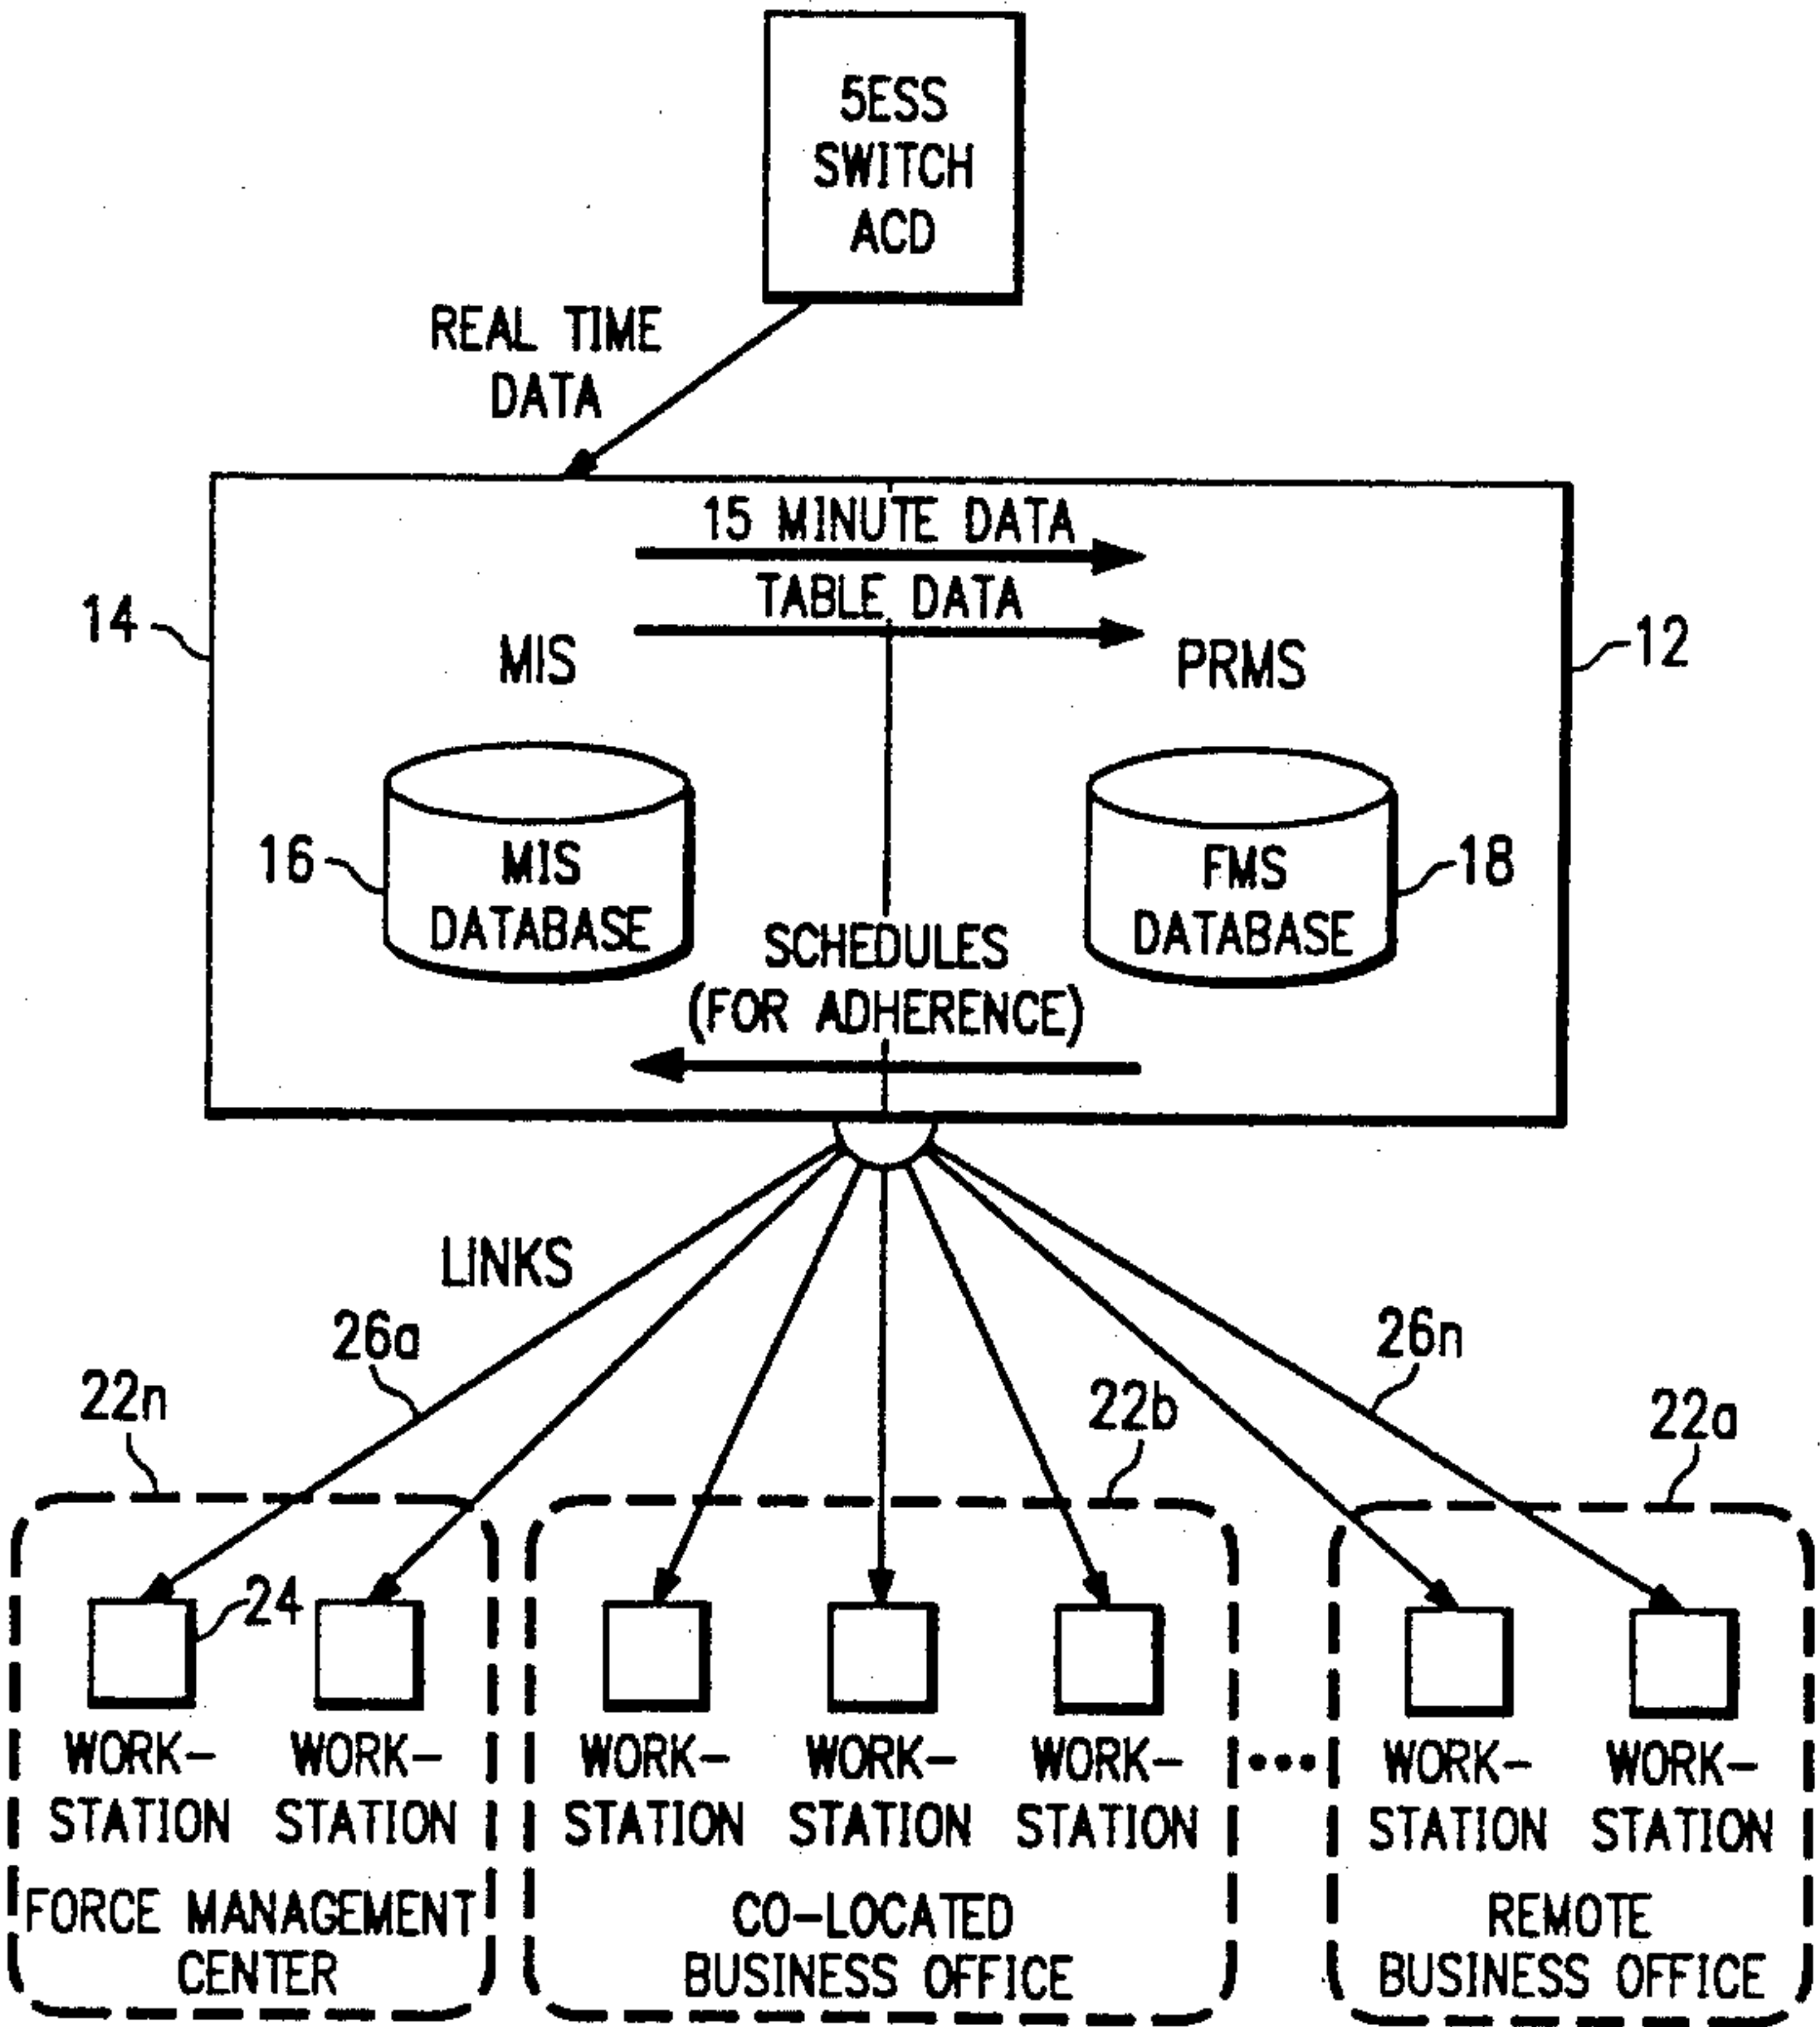 5ESS
SWITCH
ACD
REAL TIME
DATA
15 MINUTE DATA
TABLE DATA
14
MIS
PRMS
12
16
MIS
DATABASE
FMS
DATABASE
18
SCHEDULES
(FOR ADHERENCE)
LINKS
26a
26n
22n
22b
22a
24
WORK-
STATION
WORK-
STATION
WORK-
STATION
WORK-
STATION
WORK-
STATION
•••
WORK-
STATION
WORK-
STATION
FORCE MANAGEMENT
CENTER
CO-LOCATED
BUSINESS OFFICE
REMOTE
BUSINESS OFFICE